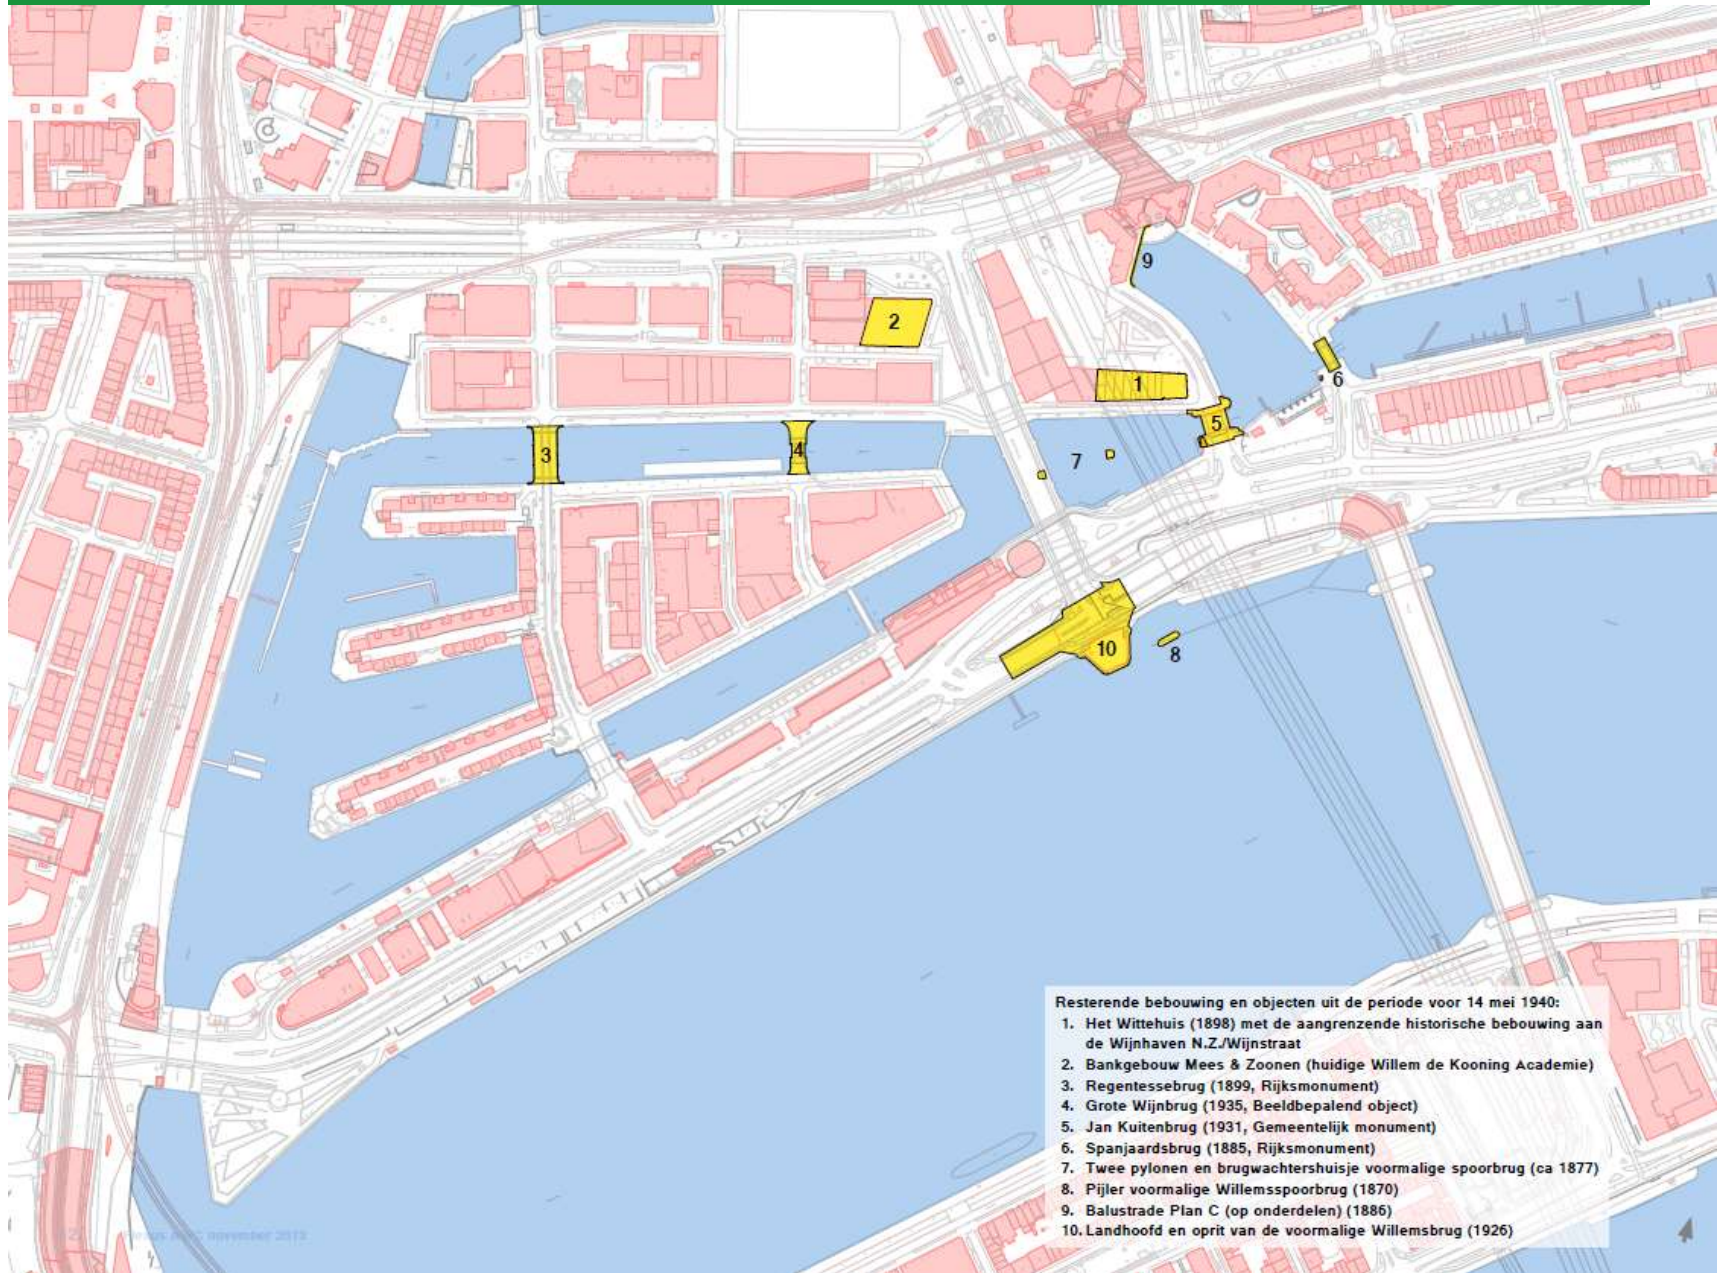 9
2
1
6
5
3
4
7
10
8
Resterende bebouwing en objecten uit de periode voor 14 mei 1940:
1. Het Wittehuis (1898) met de aangrenzende historische bebouwing aan
de Wijnhaven N.Z./Wijnstraat
2. Bankgebouw Mees & Zoonen (huidige Willem de Kooning Academie)
3. Regentessebrug (1899, Rijksmonument)
4. Grote Wijnbrug (1935, Beeldbepalend object)
5. Jan Kuitenbrug (1931, Gemeentelijk monument)
6. Spanjaardsbrug (1885, Rijksmonument)
7. Twee pylonen en brugwachtershuisje voormalige spoorbrug (ca 1877)
8. Pijler voormalige Willemsspoorbrug (1870)
9. Balustrade Plan C (op onderdelen) (1886)
10. Landhoofd en oprit van de voormalige Willemsbrug (1926)
november